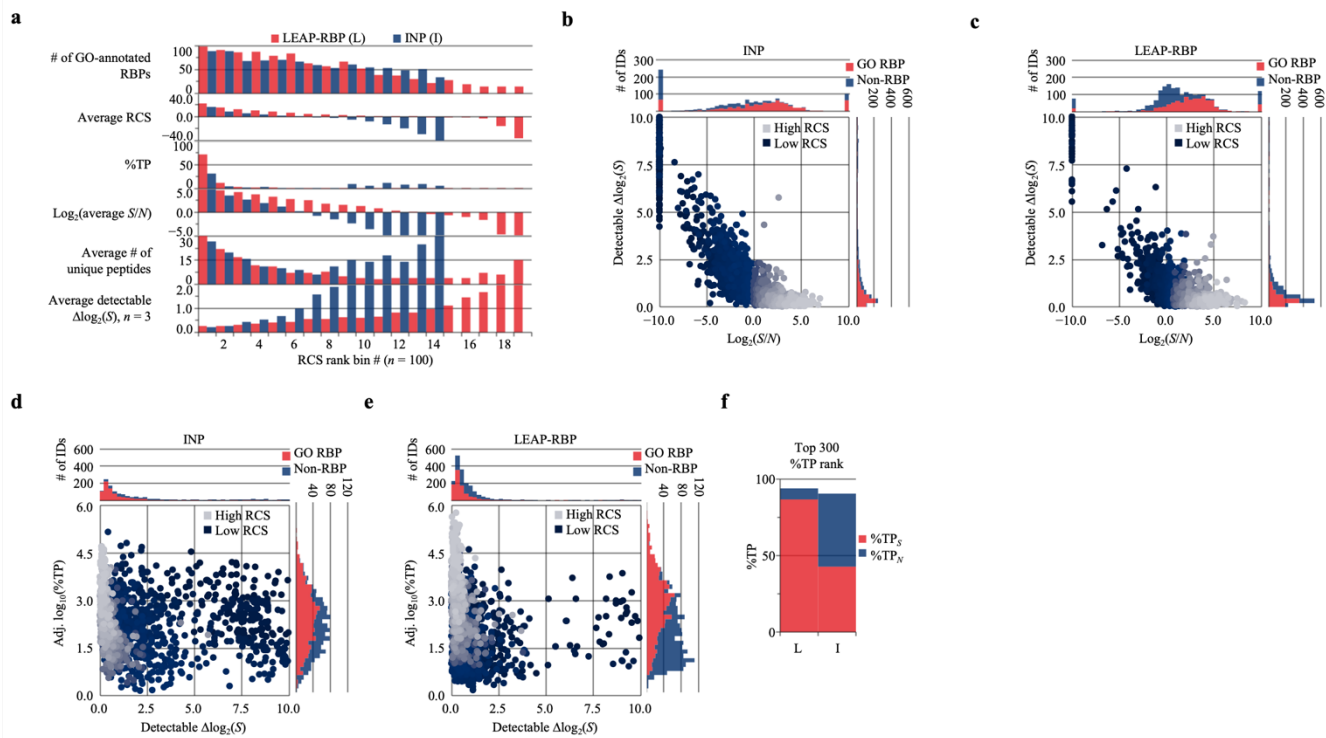 a
LEAP-RBP (L) INP (I)
# of GO-annotated
RBPs
100
50
0
Average RCS
40.0
0.0
−40.0
%TP
100
50
0
Log2(average S/N)
5.0
0.0
−5.0
Average # of
unique peptides
30
15
0
Average detectable
Δlog2(S), n = 3
2.0
1.0
0.0
2 4 6 8 10 12 14 16 18
RCS rank bin # (n = 100)
b
INP
GO RBP
Non-RBP
# of IDs
300
200
100
0
200
400
600
High RCS
Low RCS
Detectable Δlog2(S)
10.0
7.5
5.0
2.5
0.0
−10.0 −5.0 0.0 5.0 10.0
Log2(S/N)
c
LEAP-RBP
GO RBP
Non-RBP
# of IDs
300
200
100
0
200
400
600
High RCS
Low RCS
Detectable Δlog2(S)
10.0
7.5
5.0
2.5
0.0
−10.0 −5.0 0.0 5.0 10.0
Log2(S/N)
d
INP
GO RBP
Non-RBP
# of IDs
600
400
200
40
80
120
High RCS
Low RCS
Adj. log10(%TP)
6.0
4.5
3.0
1.5
0.0
0.0 2.5 5.0 7.5 10.0
Detectable Δlog2(S)
e
LEAP-RBP
GO RBP
Non-RBP
# of IDs
600
400
200
40
80
120
High RCS
Low RCS
Adj. log10(%TP)
6.0
4.5
3.0
1.5
0.0
0.0 2.5 5.0 7.5 10.0
Detectable Δlog2(S)
f
Top 300
%TP rank
%TP
100
50
0
%TPS
%TPN
L I